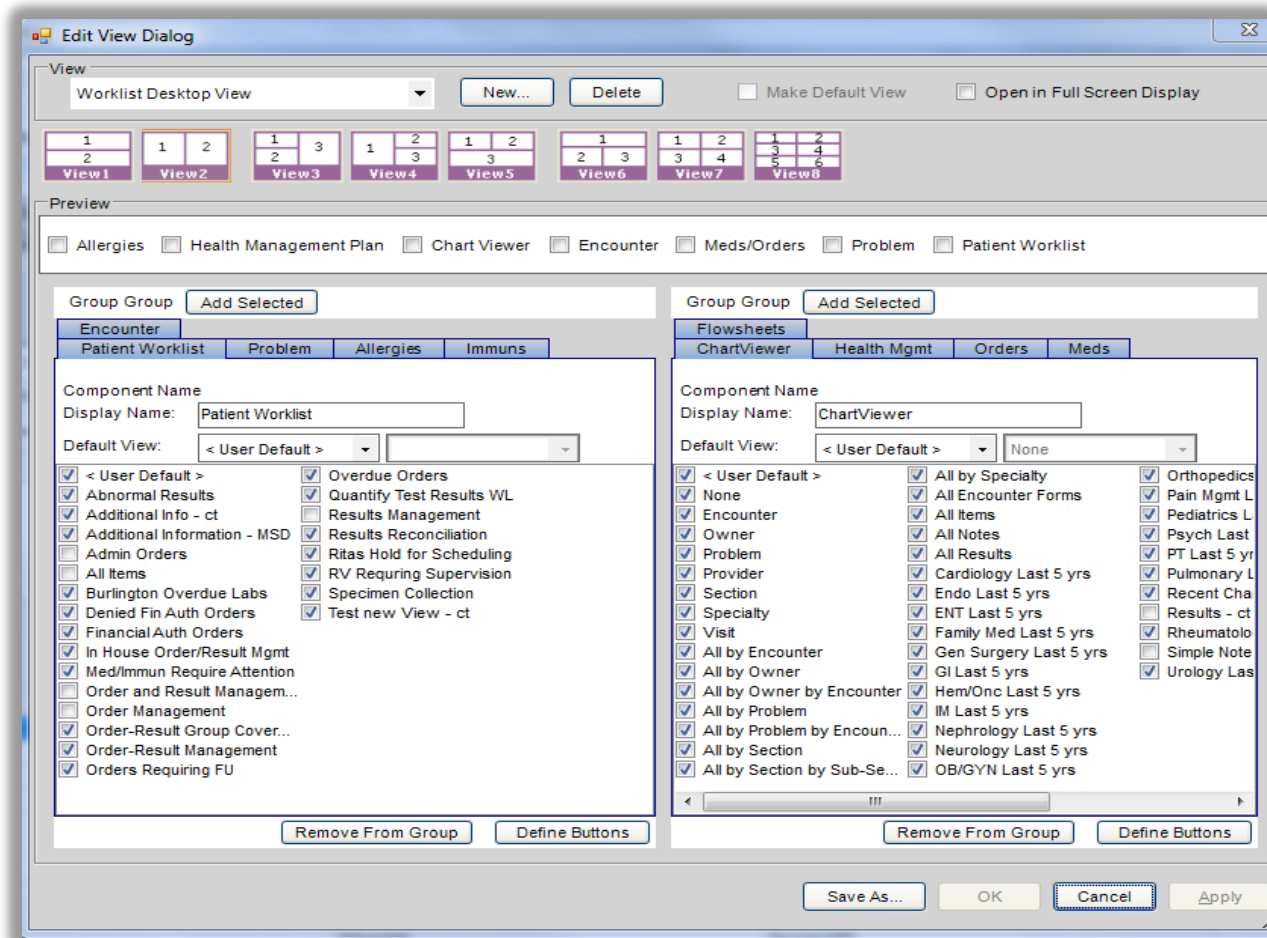 Edit View Dialog
View
Worklist Desktop View New... Delete Make Default View Open in Full Screen Display
1 2 View1
1 2 View2
1 2 3 View3
1 2 3 View4
1 2 3 View5
1 2 3 View6
1 2 3 4 View7
1 2 3 4 5 6 View8
Preview
Allergies Health Management Plan Chart Viewer Encounter Meds/Orders Problem Patient Worklist
Group Group Add Selected
Encounter
Patient Worklist Problem Allergies Immuns
Component Name
Display Name: Patient Worklist
Default View: < User Default >
< User Default >
Abnormal Results
Additional Info - ct
Additional Information - MSD
Admin Orders
All Items
Burlington Overdue Labs
Denied Fin Auth Orders
Financial Auth Orders
In House Order/Result Mgmt
Med/Immun Require Attention
Order and Result Managem...
Order Management
Order-Result Group Cover...
Order-Result Management
Orders Requiring FU
Overdue Orders
Quantify Test Results WL
Results Management
Results Reconciliation
Ritas Hold for Scheduling
RV Requring Supervision
Specimen Collection
Test new View - ct
Remove From Group Define Buttons
Group Group Add Selected
Flowsheets
ChartViewer Health Mgmt Orders Meds
Component Name
Display Name: ChartViewer
Default View: < User Default > None
< User Default >
None
Encounter
Owner
Problem
Provider
Section
Specialty
Visit
All by Encounter
All by Owner
All by Owner by Encounter
All by Problem
All by Problem by Encoun...
All by Section
All by Section by Sub-Se...
All by Specialty
All Encounter Forms
All Items
All Notes
All Results
Cardiology Last 5 yrs
Endo Last 5 yrs
ENT Last 5 yrs
Family Med Last 5 yrs
Gen Surgery Last 5 yrs
GI Last 5 yrs
Hem/Onc Last 5 yrs
IM Last 5 yrs
Nephrology Last 5 yrs
Neurology Last 5 yrs
OB/GYN Last 5 yrs
Orthopedics
Pain Mgmt L
Pediatrics L
Psych Last
PT Last 5 yr
Pulmonary L
Recent Cha
Results - ct
Rheumatolo
Simple Note
Urology Las
Remove From Group Define Buttons
Save As... OK Cancel Apply